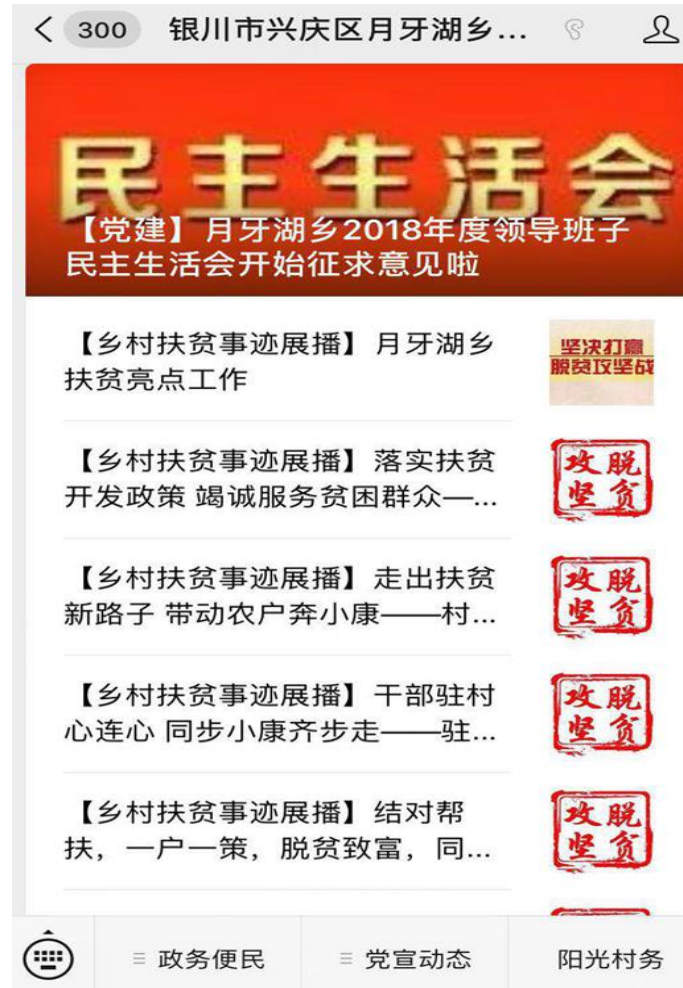 300 银川市兴庆区月牙湖乡...
民主生活会
【党建】月牙湖乡2018年度领导班子
民主生活会开始征求意见啦
【乡村扶贫事迹展播】月牙湖乡
扶贫亮点工作
坚决打赢
脱贫攻坚战
【乡村扶贫事迹展播】落实扶贫
开发政策 竭诚服务贫困群众—...
攻脱
坚贫
【乡村扶贫事迹展播】走出扶贫
新路子 带动农户奔小康——村...
攻脱
坚贫
【乡村扶贫事迹展播】干部驻村
心连心 同步小康齐步走——驻...
攻脱
坚贫
【乡村扶贫事迹展播】结对帮
扶，一户一策，脱贫致富，同...
攻脱
坚贫
政务便民 党宣动态 阳光村务